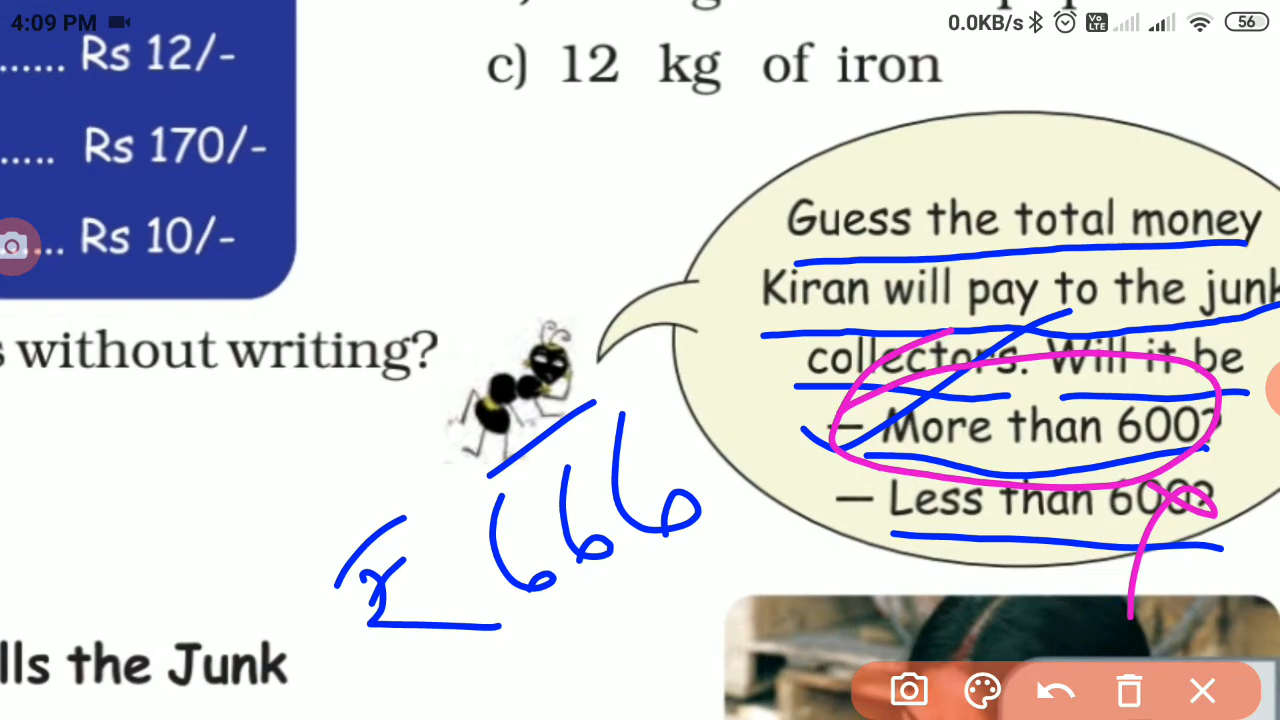 4:09 PM
0.0KB/s
Vo
LTE
56
...... Rs 12/-
c) 12 kg of iron
..... Rs 170/-
... Rs 10/-
Guess the total money
Kiran will pay to the junk
collectors. Will it be
— More than 600?
— Less than 600?
s without writing?
₹ 666
lls the Junk